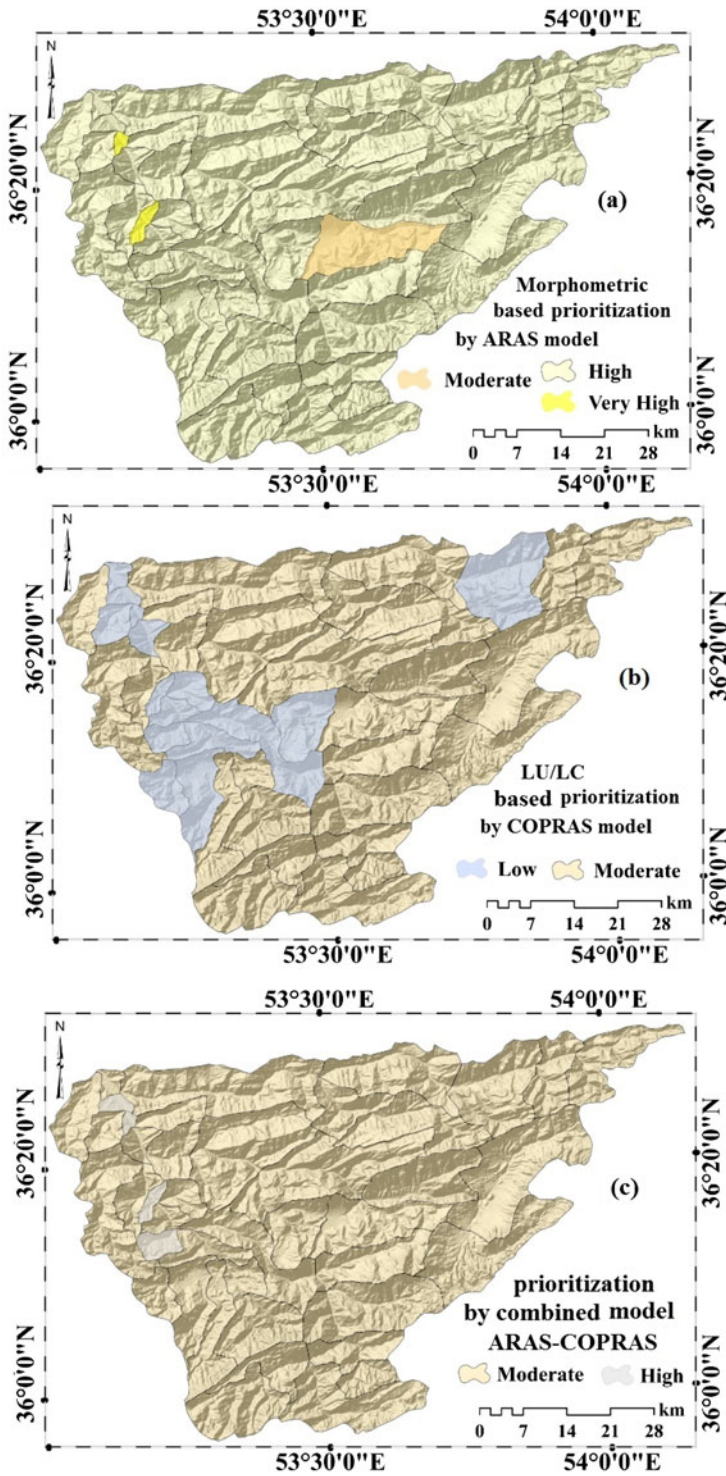 53°30'0"E 54°0'0"E
N
36°20'0"N 36°20'0"N
(a)
Morphometric
based prioritization
by ARAS model
Moderate High
Very High
36°0'0"N 36°0'0"N
km
0 7 14 21 28
53°30'0"E 54°0'0"E
N
36°20'0"N 36°20'0"N
(b)
LU/LC
based prioritization
by COPRAS model
Low Moderate
36°0'0"N 36°0'0"N
km
0 7 14 21 28
53°30'0"E 54°0'0"E
53°30'0"E 54°0'0"E
N
36°20'0"N 36°20'0"N
(c)
prioritization
by combined model
ARAS-COPRAS
Moderate High
36°0'0"N 36°0'0"N
km
0 7 14 21 28
53°30'0"E 54°0'0"E